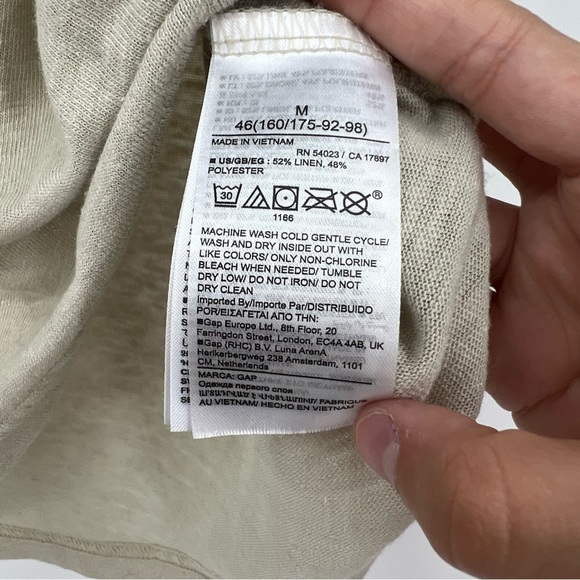 M
46(160/175-92-98)
MADE IN VIETNAM
RN 54023 / CA 17897
■ US/GB/EG : 52% LINEN, 48%
POLYESTER
30 ®
1166
MACHINE WASH COLD GENTLE CYCLE/
WASH AND DRY INSIDE OUT WITH
LIKE COLORS/ ONLY NON-CHLORINE
BLEACH WHEN NEEDED/ TUMBLE
DRY LOW/ DO NOT IRON/ DO NOT
DRY CLEAN
Imported By/Importe Par/DISTRIBUIDO
POR/ΕΙΣΑΓΕΤΑΙ ΑΠΟ ΤΗΝ:
■Gap Europe Ltd., 8th Floor, 20
Farringdon Street, London, EC4A 4AB, UK
■Gap (RHC) B.V. Luna ArenA
Herikerbergweg 238 Amsterdam, 1101
CM, Netherlands
MARCA: GAP
Одежда первого слоя
FABRIQUE
AU VIETNAM/ HECHO EN VIETNAM